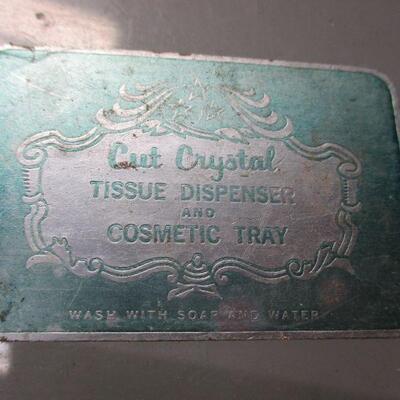 Cut Crystal
TISSUE DISPENSER
AND
COSMETIC TRAY
WASH WITH SOAP AND WATER